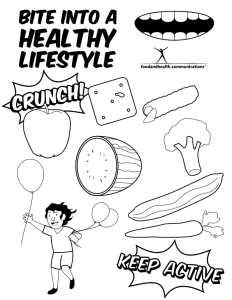 BITE INTO A
HEALTHY
LIFESTYLE
foodandhealth.communications
CRUNCH!
KEEP ACTIVE